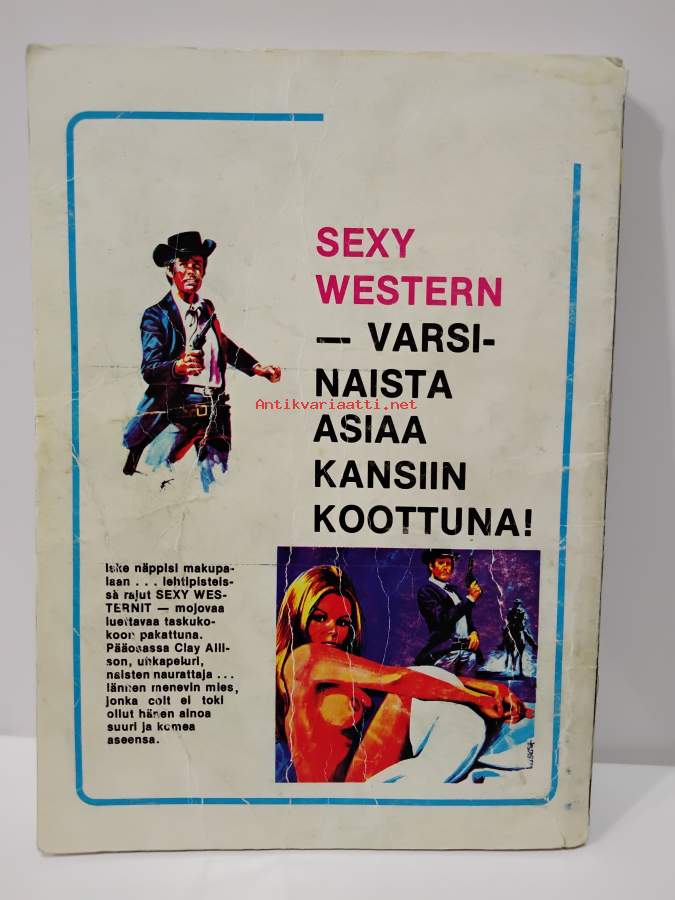 SEXY
WESTERN
— VARSI-
NAISTA
Antikvariaatti.net
ASIAA
KANSIIN
KOOTTUNA!
Iske näppisi makupa-
laan . . . lehtipisteis-
sä rajut SEXY WES-
TERNIT — mojovaa
luettavaa taskuko-
koon pakattuna.
Pääosassa Clay Alli-
son, uhkapeluri,
naisten naurattaja . . .
lännen menevin mies,
jonka colt ei toki
ollut hänen ainoa
suuri ja komea
aseensa.